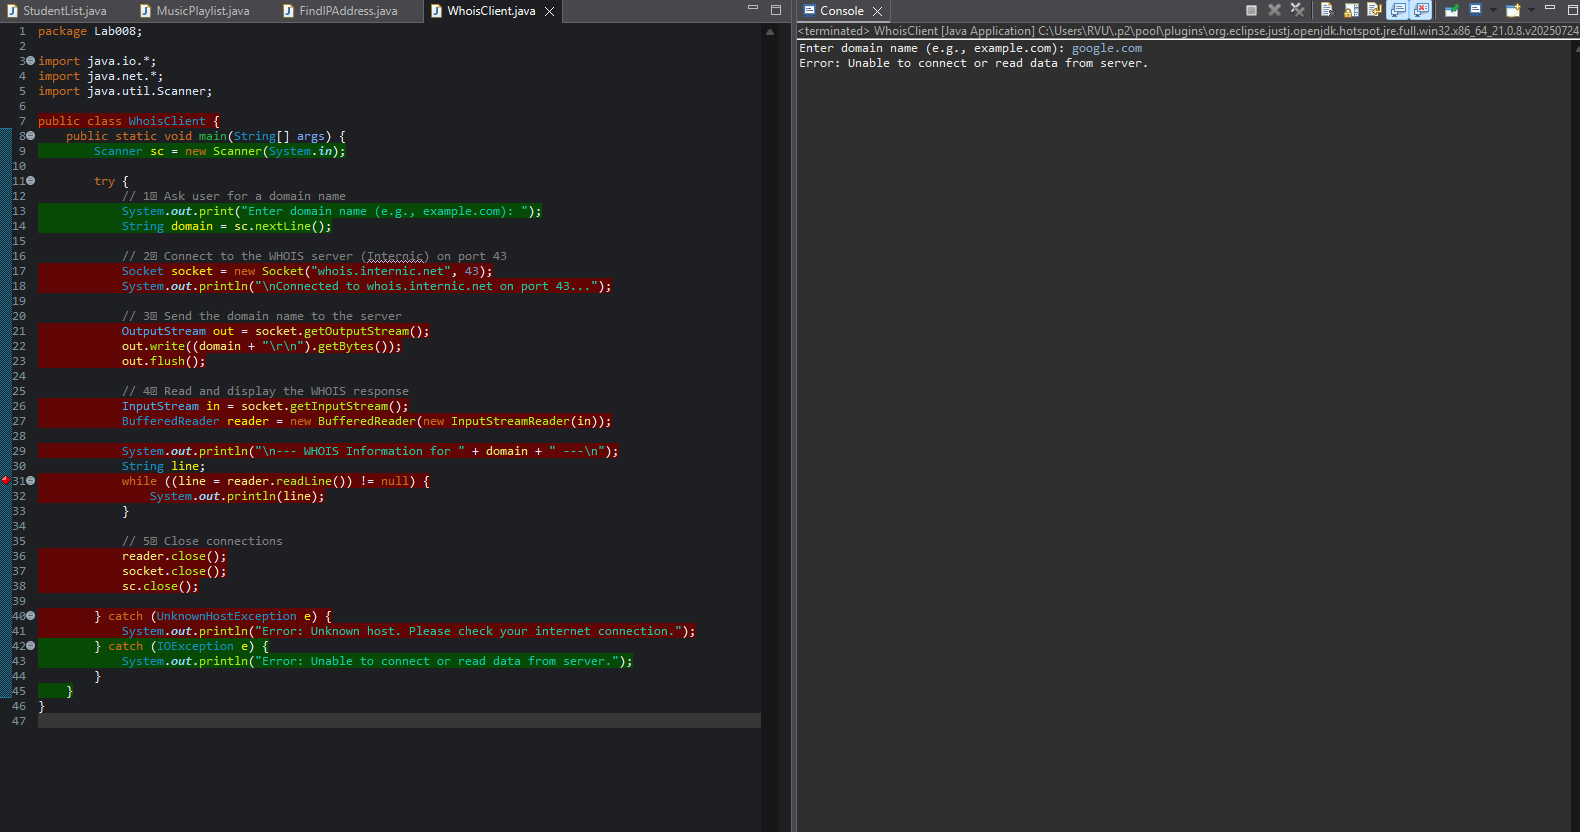 StudentList.java
MusicPlaylist.java
FindIPAddress.java
WhoisClient.java
1 package Lab008;
2
3 import java.io.*;
4 import java.net.*;
5 import java.util.Scanner;
6
7 public class WhoisClient {
8     public static void main(String[] args) {
9         Scanner sc = new Scanner(System.in);
10
11         try {
12             // 1 Ask user for a domain name
13             System.out.print("Enter domain name (e.g., example.com): ");
14             String domain = sc.nextLine();
15
16             // 2 Connect to the WHOIS server (Internic) on port 43
17             Socket socket = new Socket("whois.internic.net", 43);
18             System.out.println("\nConnected to whois.internic.net on port 43...");
19
20             // 3 Send the domain name to the server
21             OutputStream out = socket.getOutputStream();
22             out.write((domain + "\r\n").getBytes());
23             out.flush();
24
25             // 4 Read and display the WHOIS response
26             InputStream in = socket.getInputStream();
27             BufferedReader reader = new BufferedReader(new InputStreamReader(in));
28
29             System.out.println("\n--- WHOIS Information for " + domain + " ---\n");
30             String line;
31             while ((line = reader.readLine()) != null) {
32                 System.out.println(line);
33             }
34
35             // 5 Close connections
36             reader.close();
37             socket.close();
38             sc.close();
39
40         } catch (UnknownHostException e) {
41             System.out.println("Error: Unknown host. Please check your internet connection.");
42         } catch (IOException e) {
43             System.out.println("Error: Unable to connect or read data from server.");
44         }
45     }
46 }
47
Console
<terminated> WhoisClient [Java Application] C:\Users\RVU\.p2\pool\plugins\org.eclipse.justj.openjdk.hotspot.jre.full.win32.x86_64_21.0.8.v20250724
Enter domain name (e.g., example.com): google.com
Error: Unable to connect or read data from server.